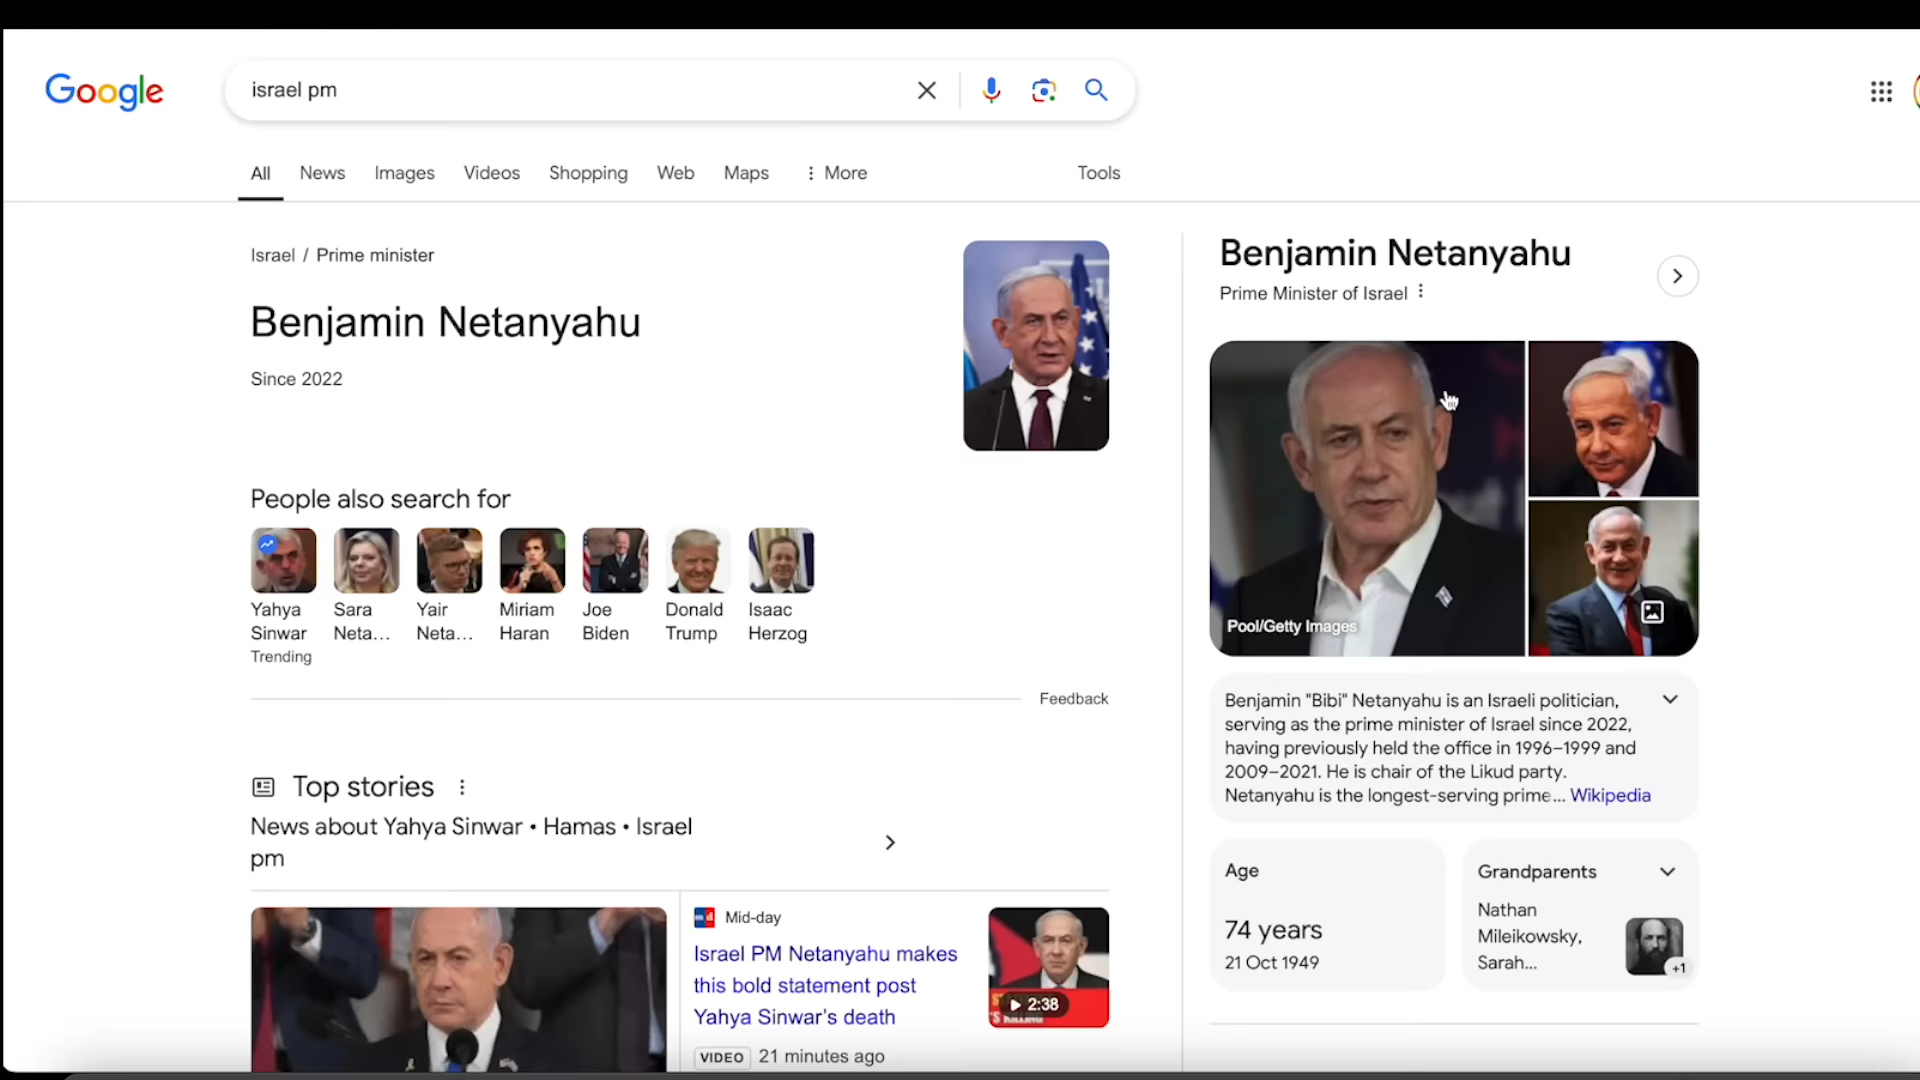 Google
israel pm
All News Images Videos Shopping Web Maps More Tools
Israel / Prime minister
Benjamin Netanyahu
Since 2022
People also search for
Yahya Sinwar
Trending
Sara Neta...
Yair Neta...
Miriam Haran
Joe Biden
Donald Trump
Isaac Herzog
Feedback
Top stories
News about Yahya Sinwar • Hamas • Israel
pm
Mid-day
Israel PM Netanyahu makes
this bold statement post
Yahya Sinwar's death
2:38
VIDEO 21 minutes ago
Benjamin Netanyahu
Prime Minister of Israel
Pool/Getty Images
Benjamin "Bibi" Netanyahu is an Israeli politician,
serving as the prime minister of Israel since 2022,
having previously held the office in 1996–1999 and
2009–2021. He is chair of the Likud party.
Netanyahu is the longest-serving prime... Wikipedia
Age
74 years
21 Oct 1949
Grandparents
Nathan
Mileikowsky,
Sarah...
+1